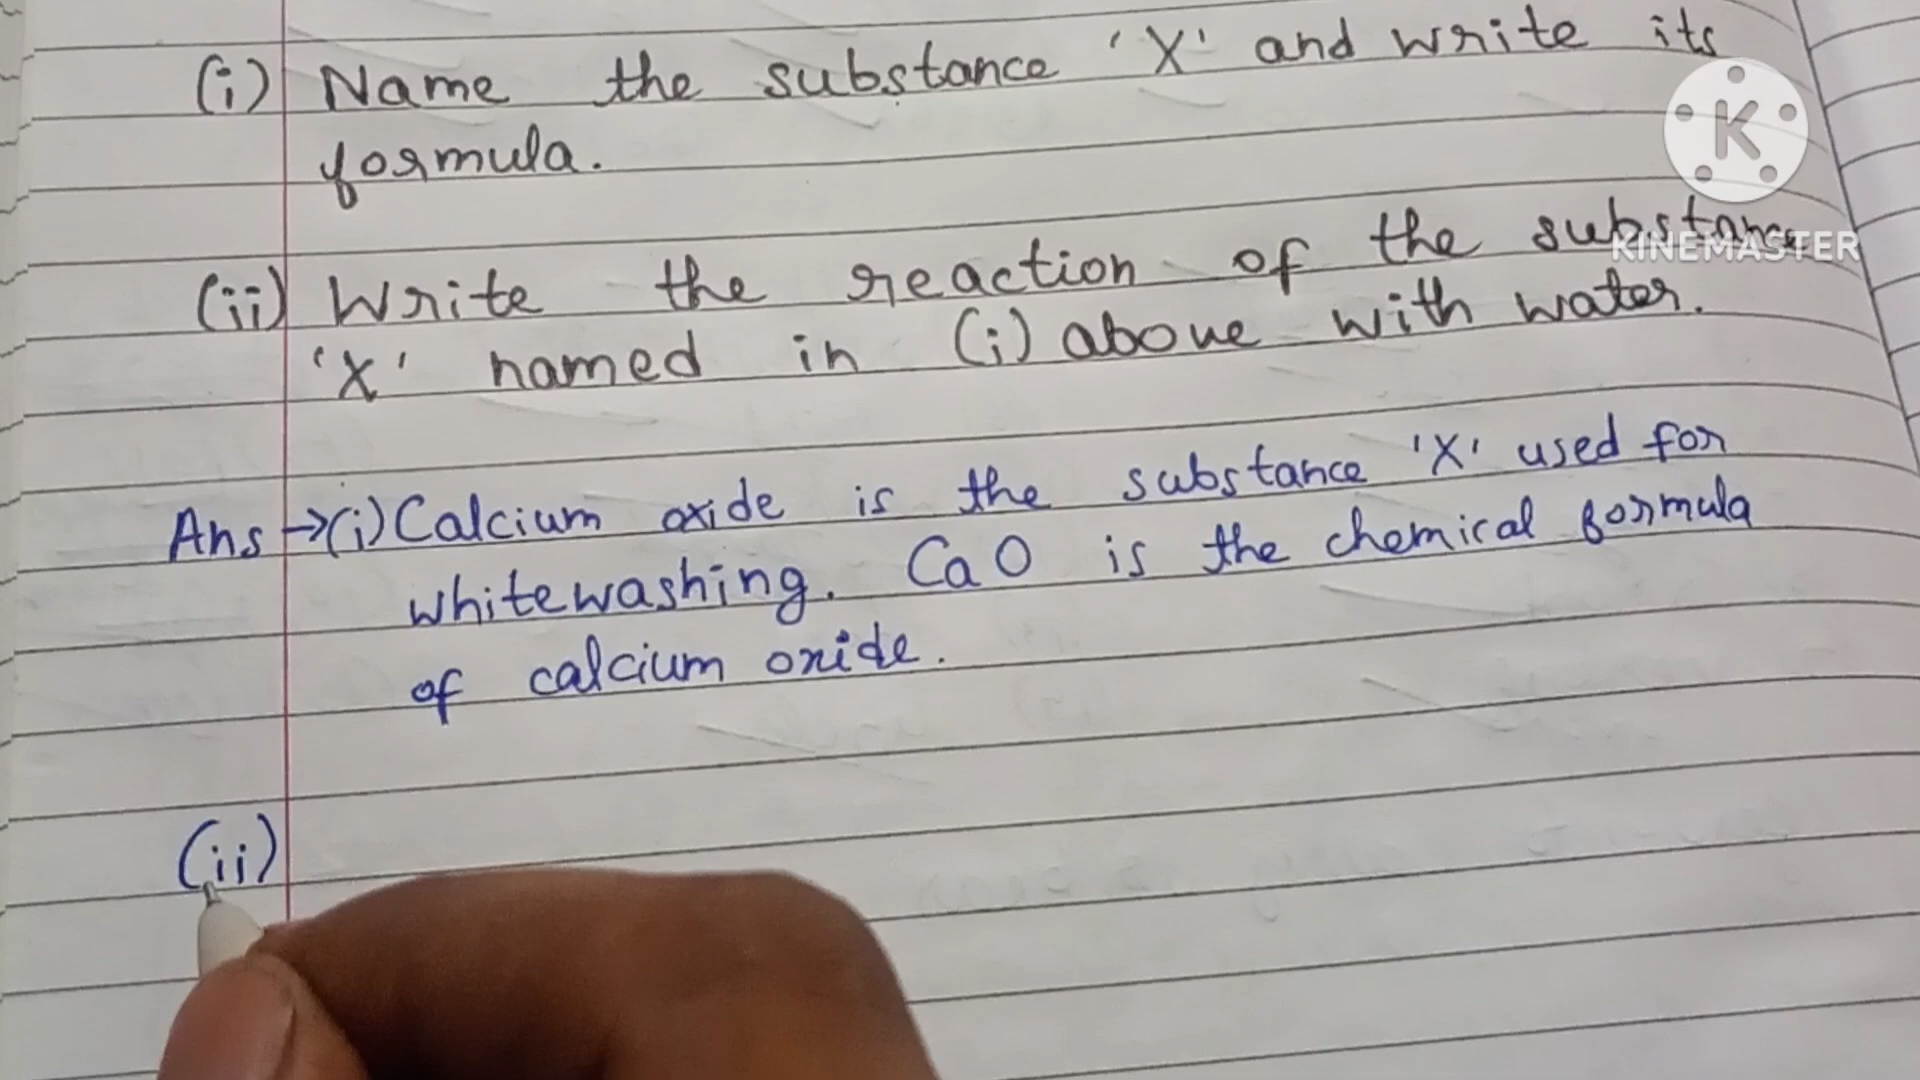 (i) Name the substance 'X' and write its
formula.
(ii) Write the reaction of the substance
'X' named in (i) above with water.
Ans →(i) Calcium oxide is the substance 'X' used for
whitewashing. CaO is the chemical formula
of calcium oxide.
(ii)
K
KINEMASTER